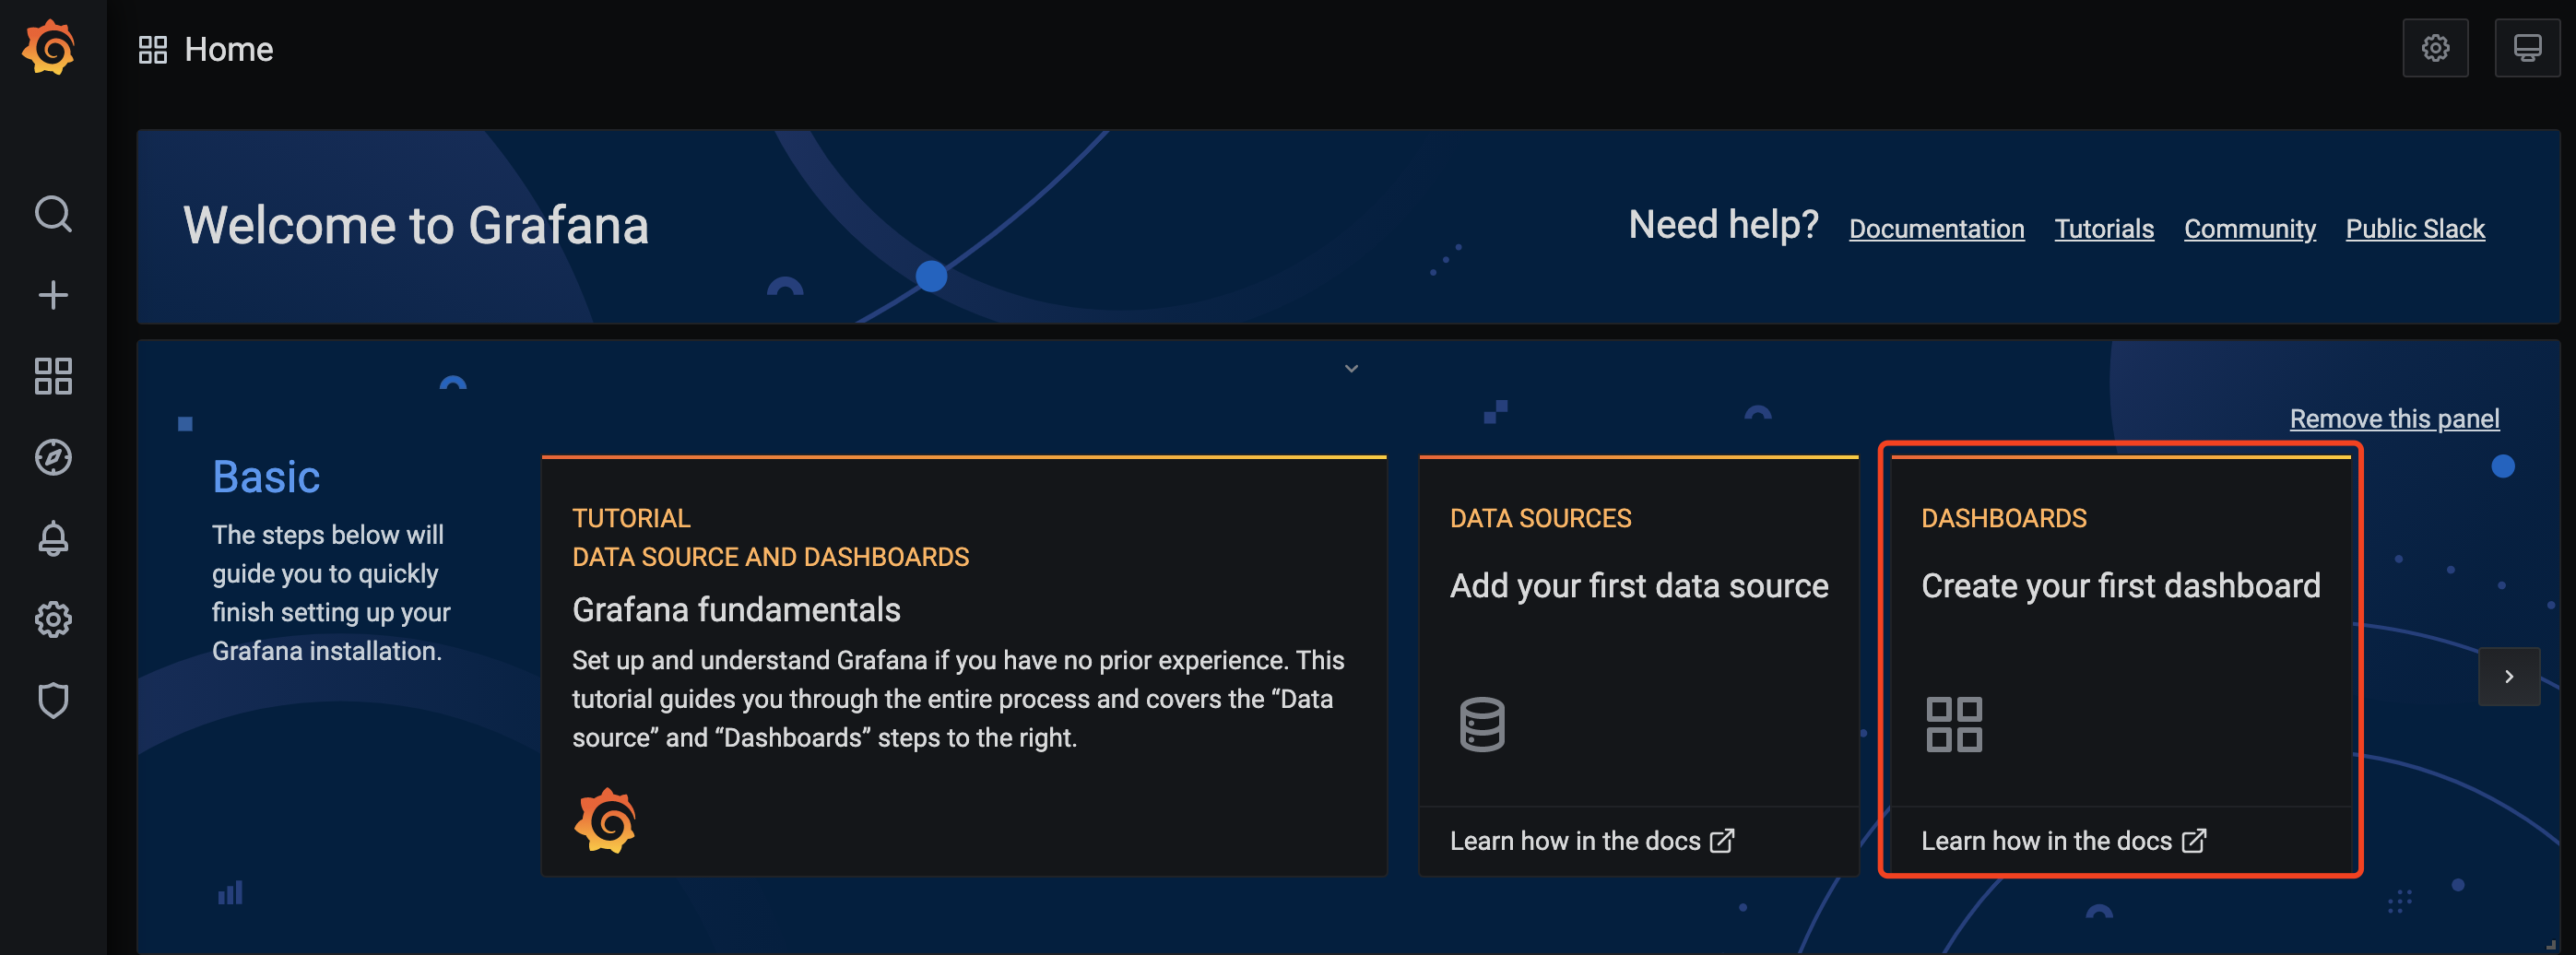 Home
Welcome to Grafana
Need help? Documentation Tutorials Community Public Slack
Remove this panel
Basic
The steps below will
guide you to quickly
finish setting up your
Grafana installation.
TUTORIAL
DATA SOURCE AND DASHBOARDS
Grafana fundamentals
Set up and understand Grafana if you have no prior experience. This
tutorial guides you through the entire process and covers the “Data
source” and “Dashboards” steps to the right.
DATA SOURCES
Add your first data source
Learn how in the docs
DASHBOARDS
Create your first dashboard
Learn how in the docs